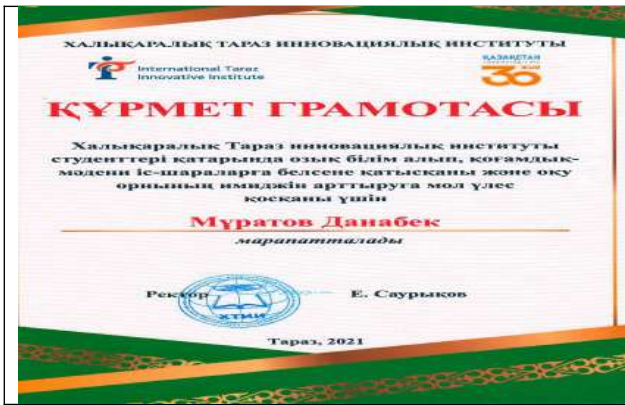 ХАЛЫҚАРАЛЫҚ ТАРАЗ ИННОВАЦИЯЛЫҚ ИНСТИТУТЫ
International Taraz
Innovative Institute
ҚАЗАҚСТАН
30
ҚҰРМЕТ ГРАМОТАСЫ
Халықаралық Тараз инновациялық институты
студенттері қатарында озық білім алып, қоғамдық-
мәдени іс-шараларға белсене қатысқаны және оқу
орнының имиджін арттыруға мол үлес
қосқаны үшін
Мұратов Данабек
марапатталады
Ректор
Е. Саурықов
ХТИИ
Тараз, 2021